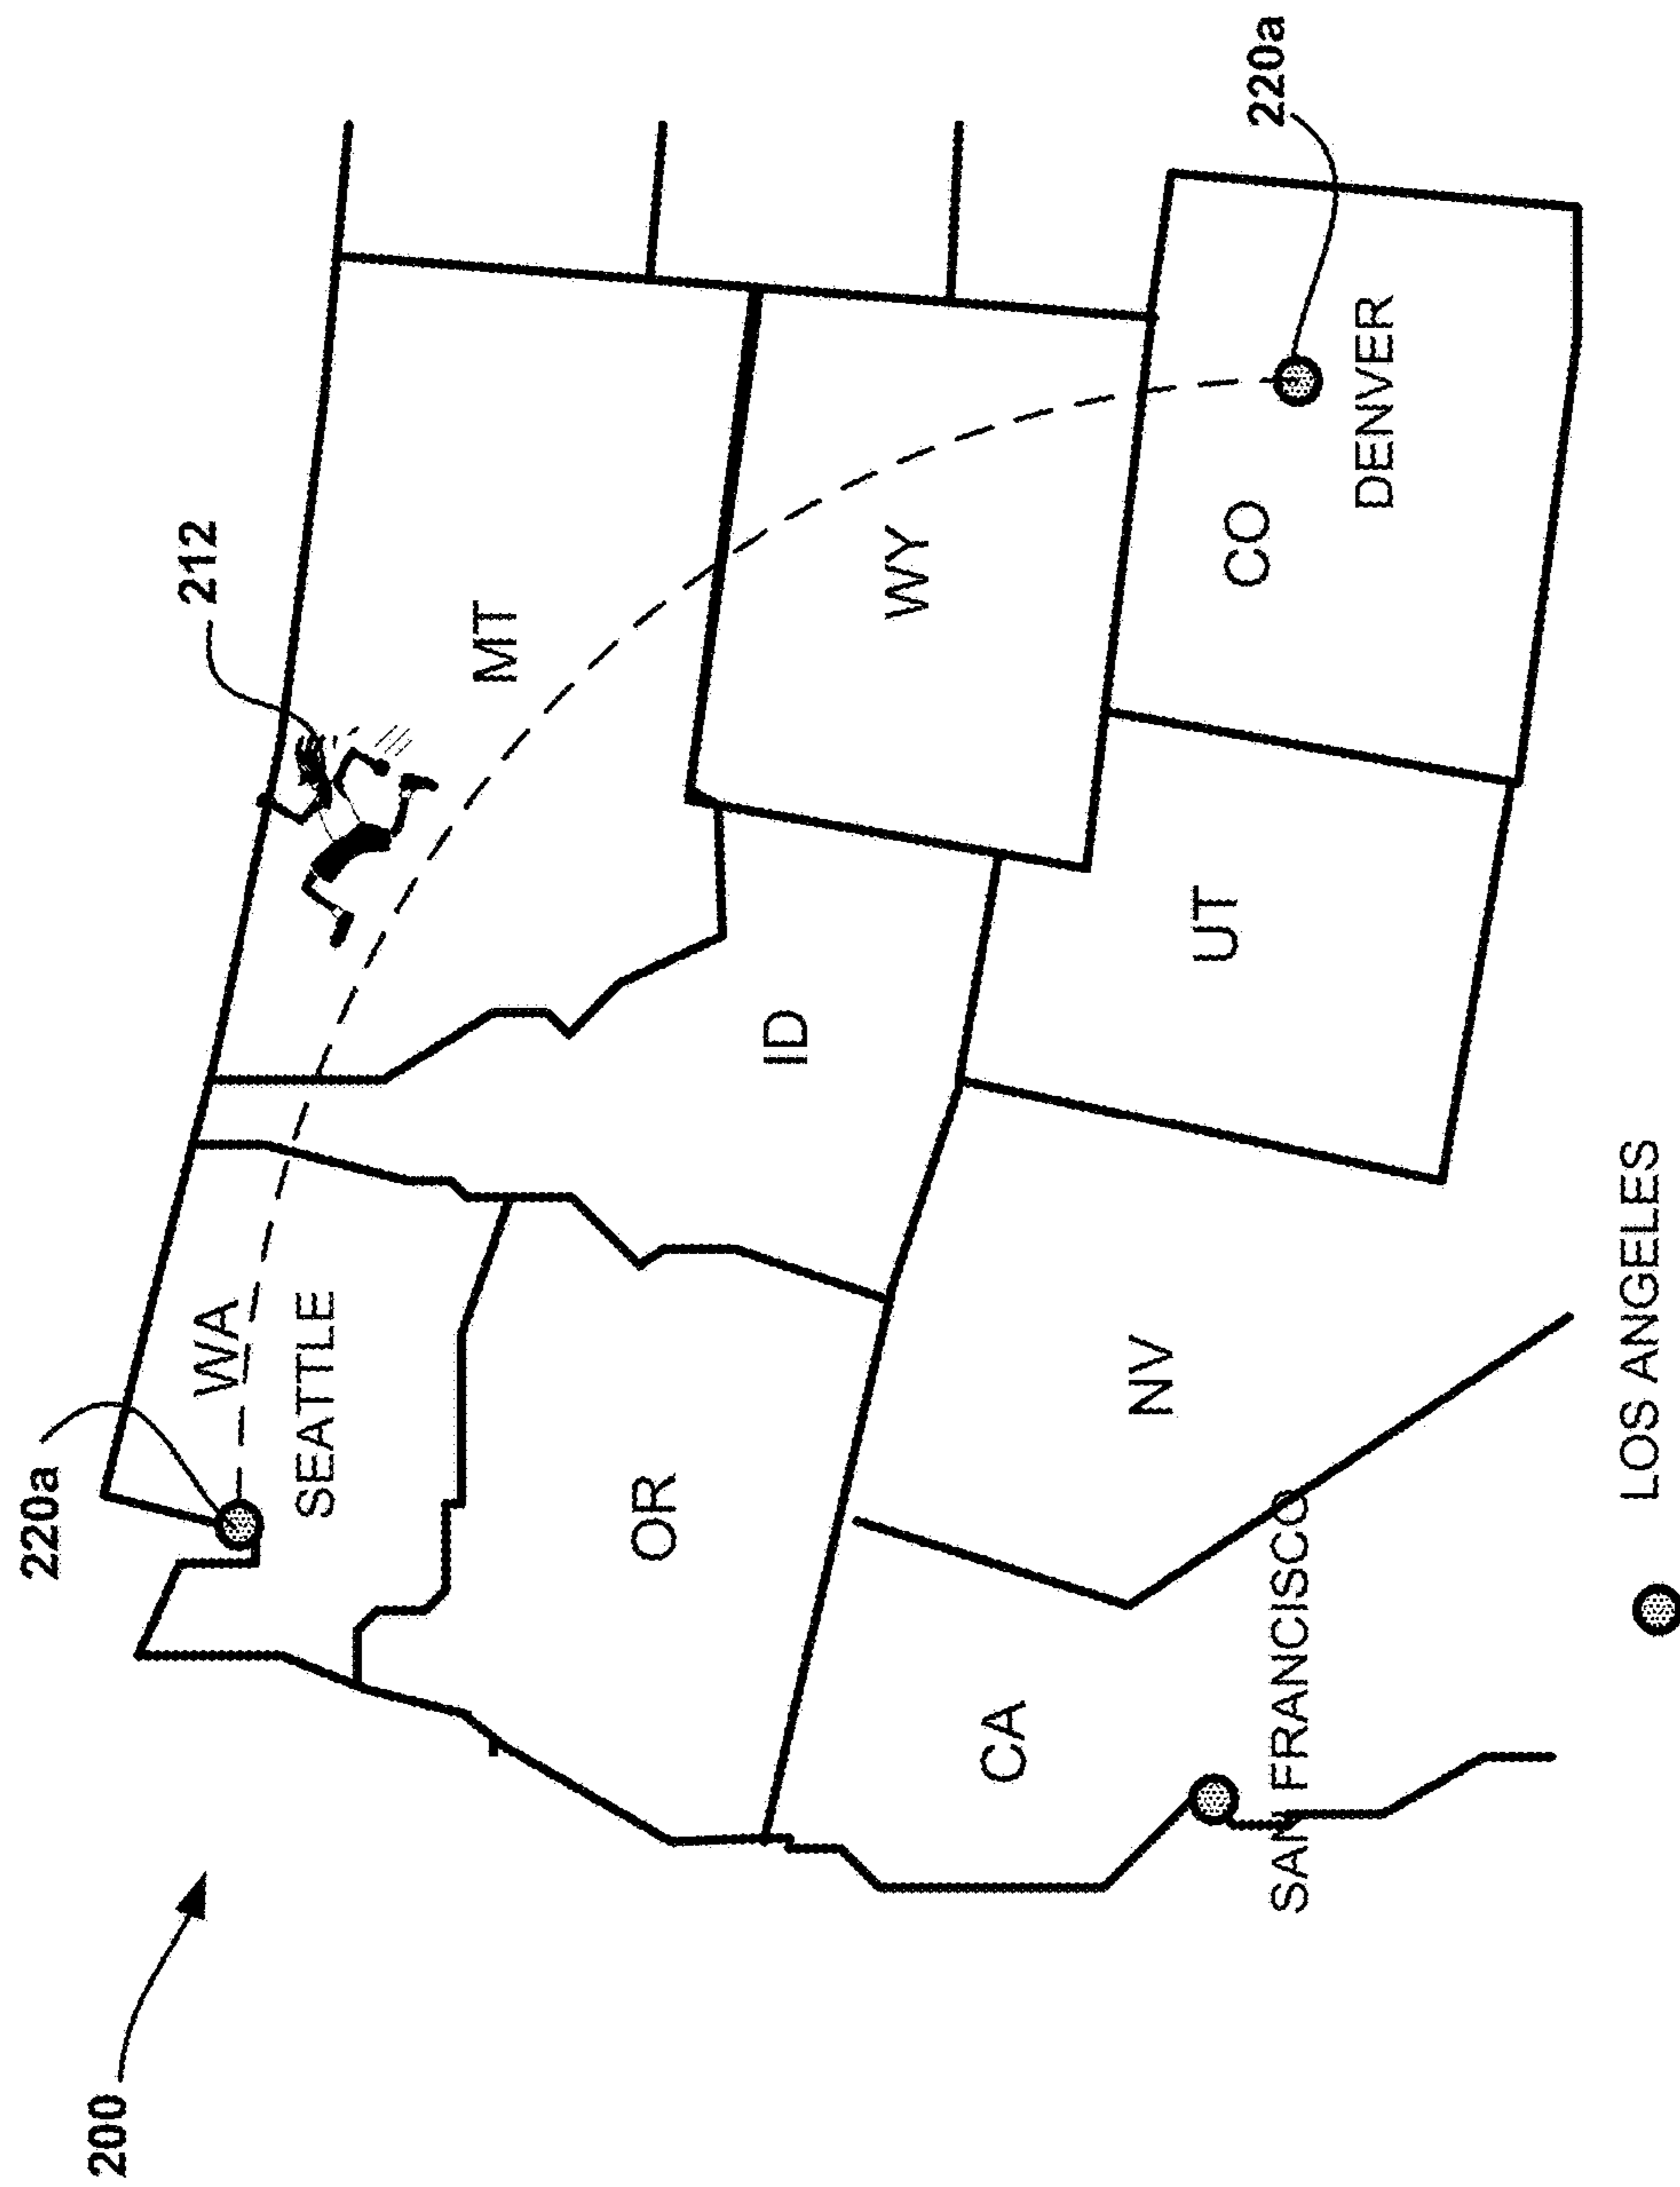 200
220a
212
WA
SEATTLE
MT
OR
ID
WY
CA
NV
UT
CO
220a
DENVER
SAN FRANCISCO
LOS ANGELES